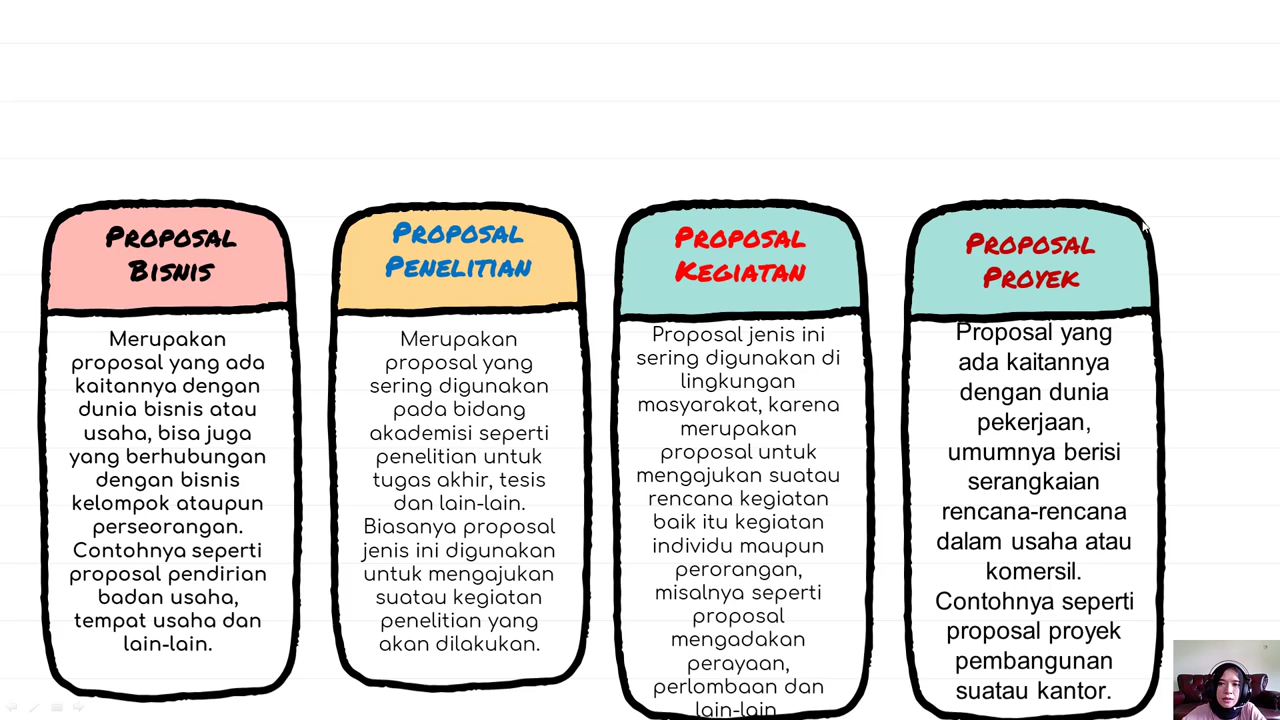 PROPOSAL
BISNIS
Merupakan
proposal yang ada
kaitannya dengan
dunia bisnis atau
usaha, bisa juga
yang berhubungan
dengan bisnis
kelompok ataupun
perseorangan.
Contohnya seperti
proposal pendirian
badan usaha,
tempat usaha dan
lain-lain.
PROPOSAL
PENELITIAN
Merupakan
proposal yang
sering digunakan
pada bidang
akademisi seperti
penelitian untuk
tugas akhir, tesis
dan lain-lain.
Biasanya proposal
jenis ini digunakan
untuk mengajukan
suatau kegiatan
penelitian yang
akan dilakukan.
PROPOSAL
KEGIATAN
Proposal jenis ini
sering digunakan di
lingkungan
masyarakat, karena
merupakan
proposal untuk
mengajukan suatau
rencana kegiatan
baik itu kegiatan
individu maupun
perorangan,
misalnya seperti
proposal
mengadakan
perayaan,
perlombaan dan
lain-lain
PROPOSAL
PROYEK
Proposal yang
ada kaitannya
dengan dunia
pekerjaan,
umumnya berisi
serangkaian
rencana-rencana
dalam usaha atau
komersil.
Contohnya seperti
proposal proyek
pembangunan
suatau kantor.